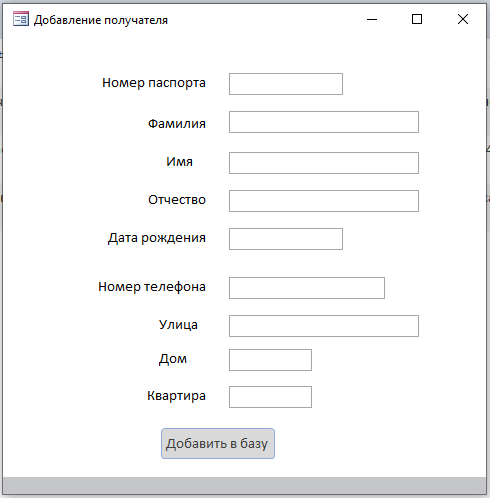 Добавление получателя
Номер паспорта
Фамилия
Имя
Отчество
Дата рождения
Номер телефона
Улица
Дом
Квартира
Добавить в базу